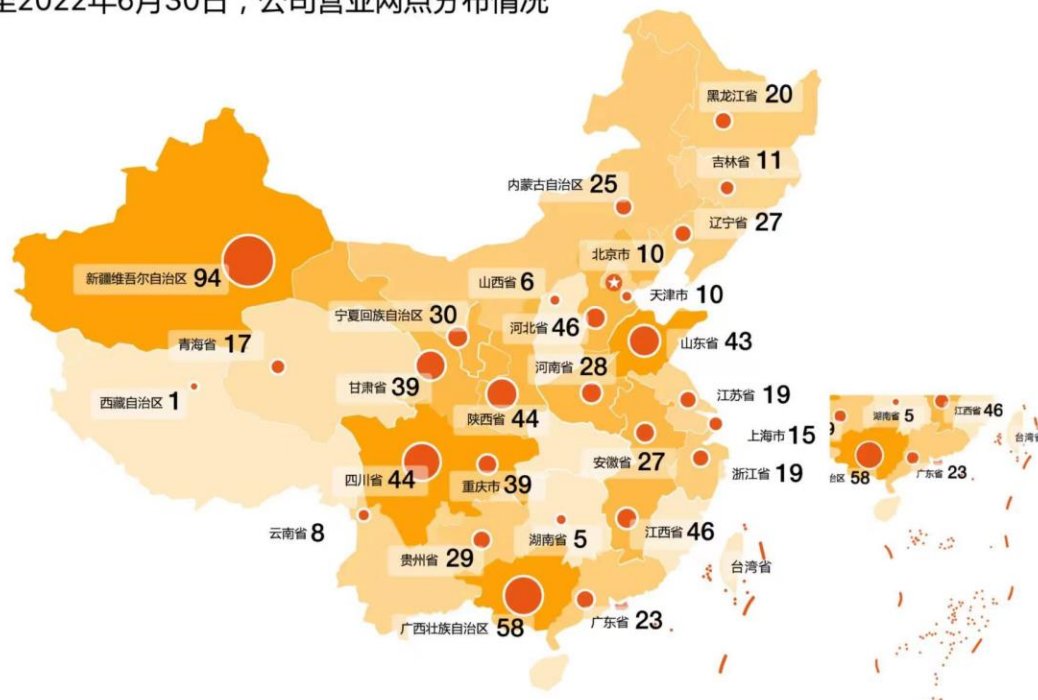 至2022年6月30日，公司营业网点分布情况
黑龙江省 20
吉林省 11
内蒙古自治区 25
辽宁省 27
北京市 10
新疆维吾尔自治区 94
山西省 6
天津市 10
宁夏回族自治区 30
河北省 46
青海省 17
山东省 43
河南省 28
甘肃省 39
西藏自治区 1
江苏省 19
陕西省 44
上海市 15
安徽省 27
浙江省 19
四川省 44
重庆市 39
云南省 8
湖南省 5
江西省 46
贵州省 29
台湾省
广西壮族自治区 58
广东省 23
湖南省 5
江西省 46
9
台湾省
台区 58
广东省 23